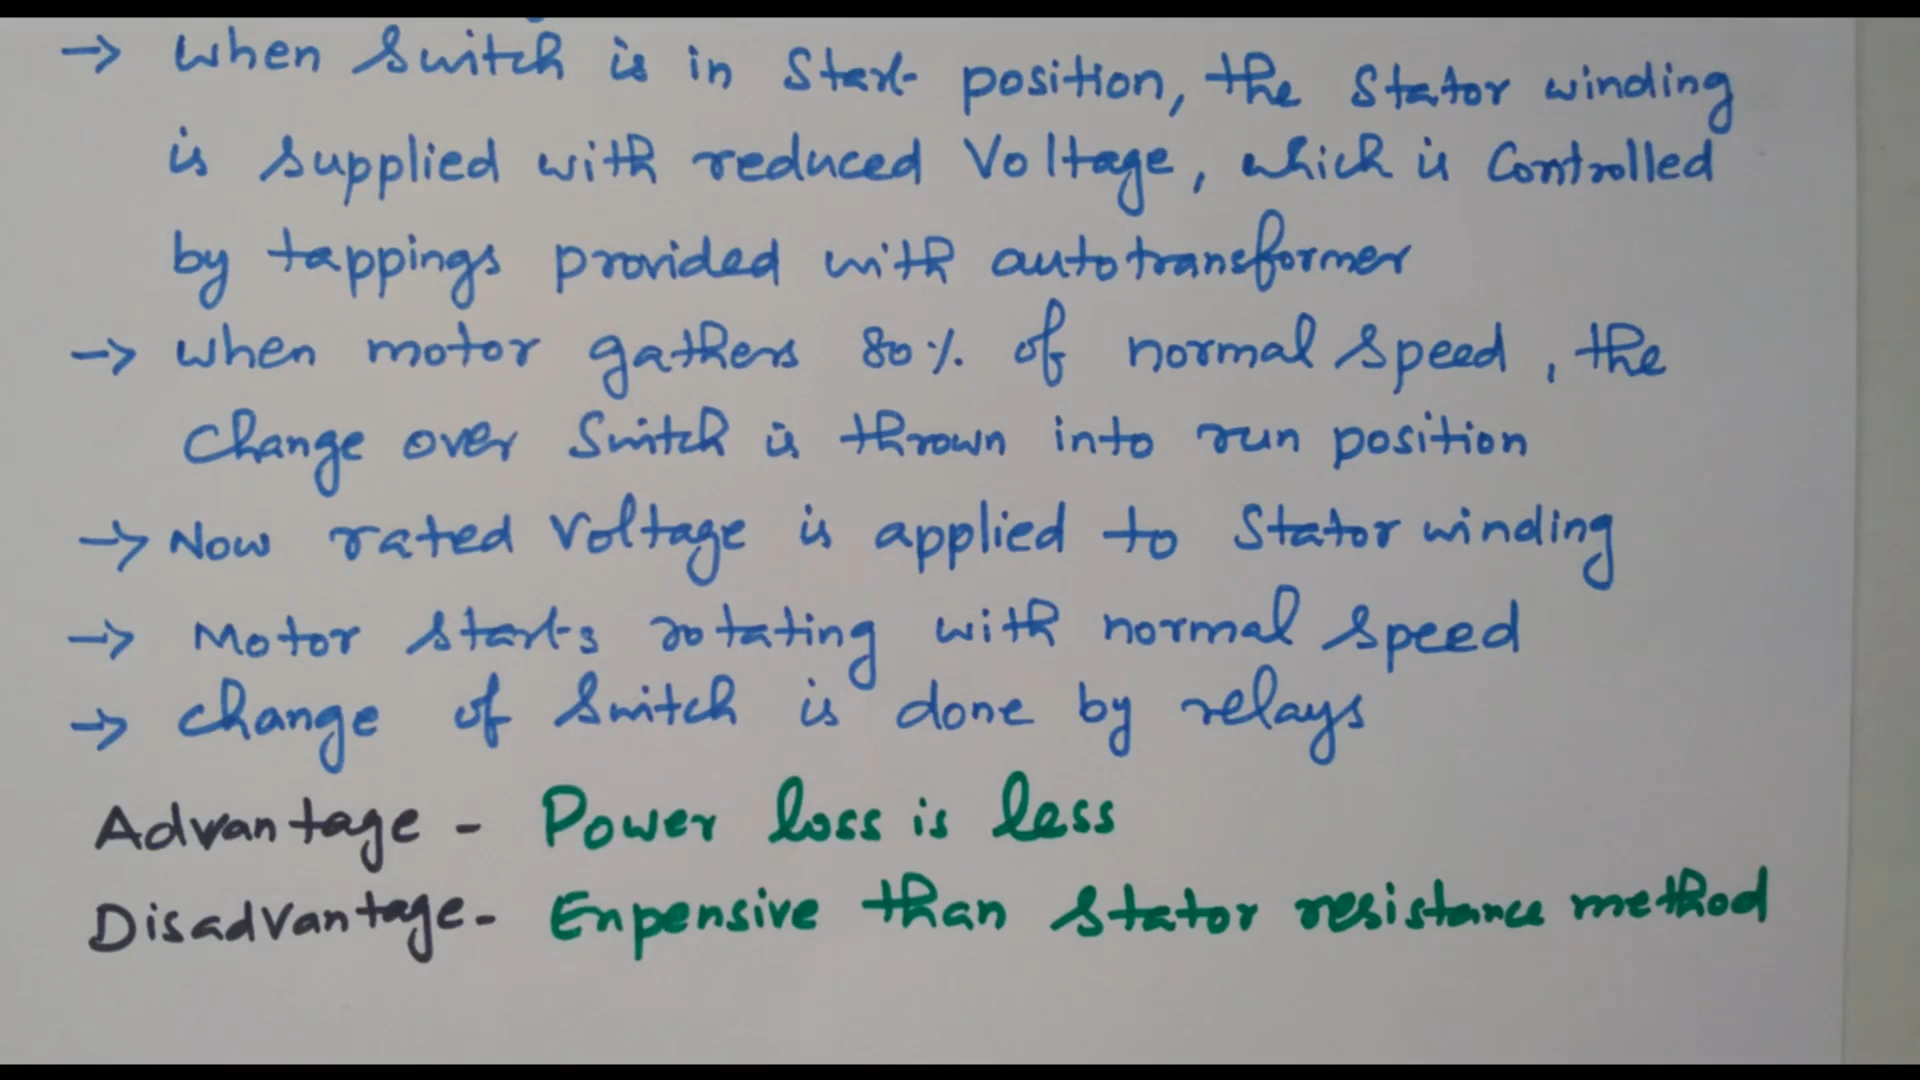 → When switch is in Start position, the Stator winding
is supplied with reduced Voltage, which is Controlled
by tappings provided with autotransformer
→ When motor gathers 80% of normal speed, the
Change over Switch is thrown into run position
→ Now rated Voltage is applied to Stator winding
→ Motor starts rotating with normal speed
→ change of switch is done by relays
Advantage - Power loss is less
Disadvantage - Expensive than stator resistance method